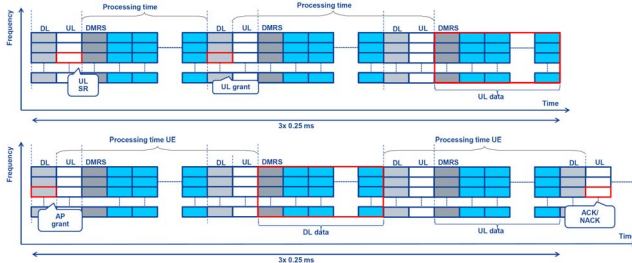 Processing time
Processing time
Frequency
DL UL DMRS
DL UL DMRS
DL UL DMRS
UL
SR
UL grant
UL data
Time
3x 0.25 ms
Processing time UE
Processing time UE
Frequency
DL UL DMRS
DL UL DMRS
DL UL DMRS
DL UL
AP
grant
DL data
UL data
ACK/
NACK
Time
3x 0.25 ms